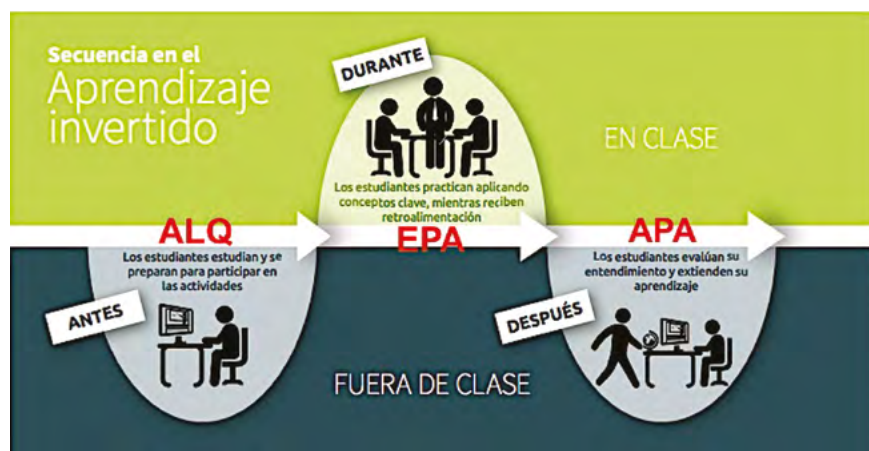 Secuencia en el
Aprendizaje
invertido
DURANTE
EN CLASE
Los estudiantes practican aplicando
conceptos clave, mientras reciben
retroalimentación
ALQ
EPA
APA
Los estudiantes estudian y se
preparan para participar en
las actividades
Los estudiantes evalúan su
entendimiento y extienden su
aprendizaje
ANTES
DESPUÉS
FUERA DE CLASE